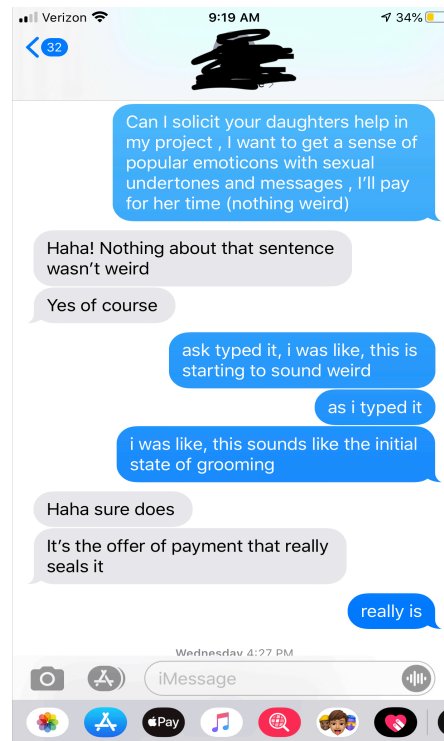 Verizon 9:19 AM 34%
32
Can I solicit your daughters help in
my project , I want to get a sense of
popular emoticons with sexual
undertones and messages , I'll pay
for her time (nothing weird)
Haha! Nothing about that sentence
wasn't weird
Yes of course
ask typed it, i was like, this is
starting to sound weird
as i typed it
i was like, this sounds like the initial
state of grooming
Haha sure does
It's the offer of payment that really
seals it
really is
Wednesday 4:27 PM
iMessage
Pay